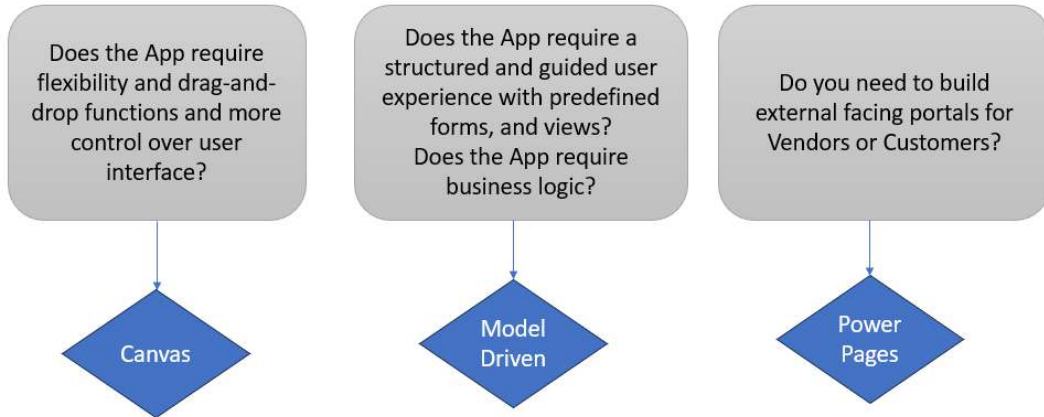 Does the App require
flexibility and drag-and-
drop functions and more
control over user
interface?
Does the App require a
structured and guided user
experience with predefined
forms, and views?
Does the App require
business logic?
Do you need to build
external facing portals for
Vendors or Customers?
Canvas
Model
Driven
Power
Pages